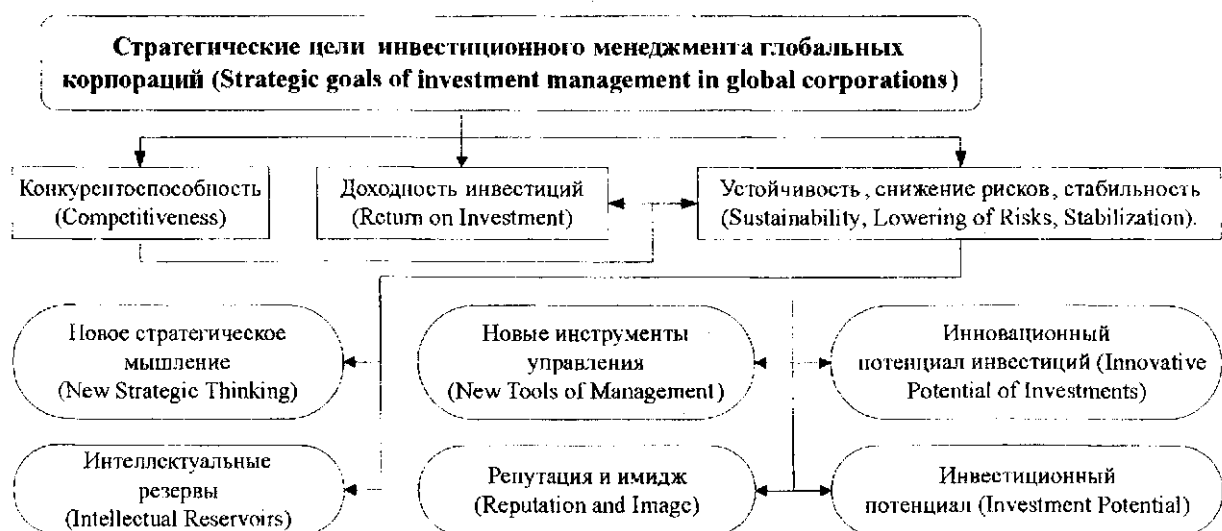 Стратегические цели инвестиционного менеджмента глобальных
корпораций (Strategic goals of investment management in global corporations)
Конкурентоспособность
(Competitiveness)
Доходность инвестиций
(Return on Investment)
Устойчивость, снижение рисков, стабильность
(Sustainability, Lowering of Risks, Stabilization).
Новое стратегическое
мышление
(New Strategic Thinking)
Новые инструменты
управления
(New Tools of Management)
Инновационный
потенциал инвестиций (Innovative
Potential of Investments)
Интеллектуальные
резервы
(Intellectual Reservoirs)
Репутация и имидж
(Reputation and Image)
Инвестиционный
потенциал (Investment Potential)